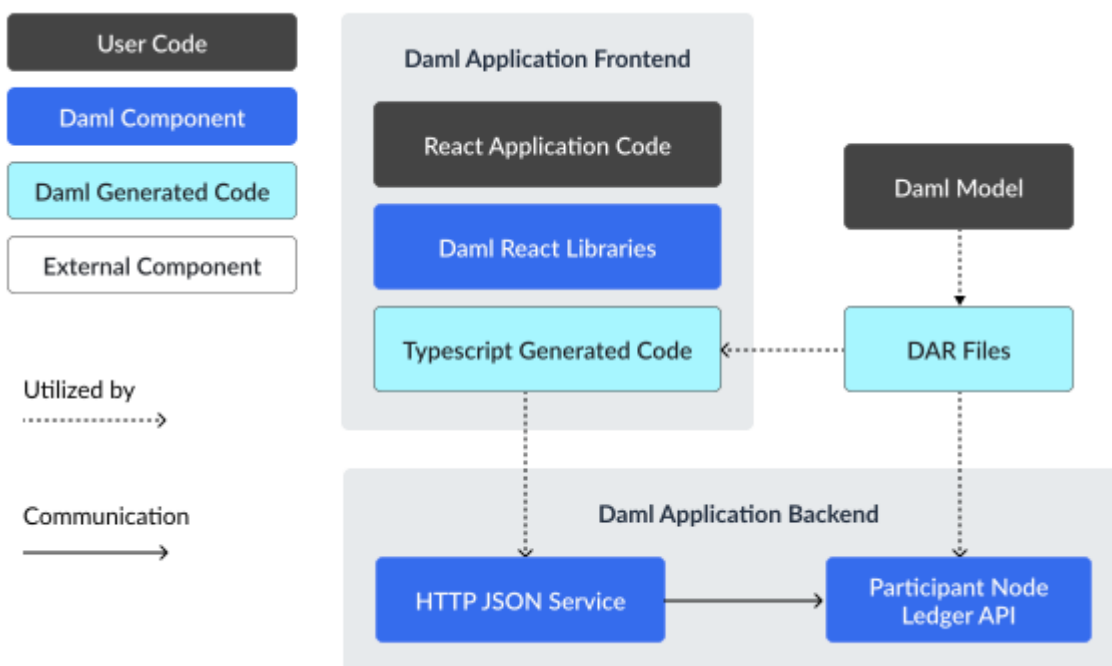 User Code
Daml Component
Daml Generated Code
External Component
Utilized by
Communication
Daml Application Frontend
React Application Code
Daml React Libraries
Typescript Generated Code
Daml Model
DAR Files
Daml Application Backend
HTTP JSON Service
Participant Node
Ledger API